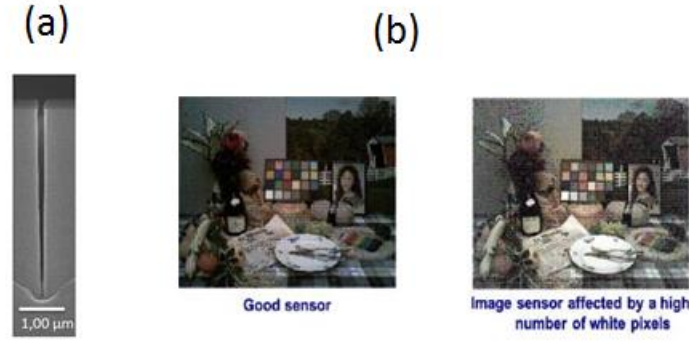 (a)
(b)
1,00 µm
Good sensor
Image sensor affected by a high
number of white pixels